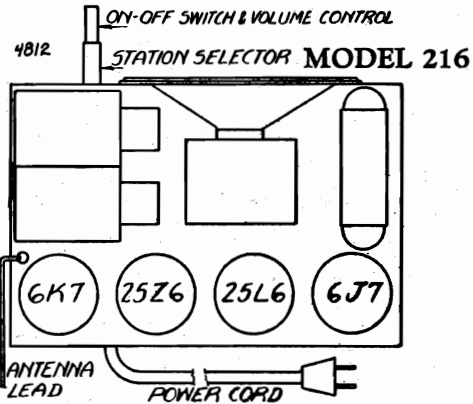 ON-OFF SWITCH & VOLUME CONTROL
4812
STATION SELECTOR MODEL 216
6K7 25Z6 25L6 6J7
ANTENNA
LEAD
POWER CORD